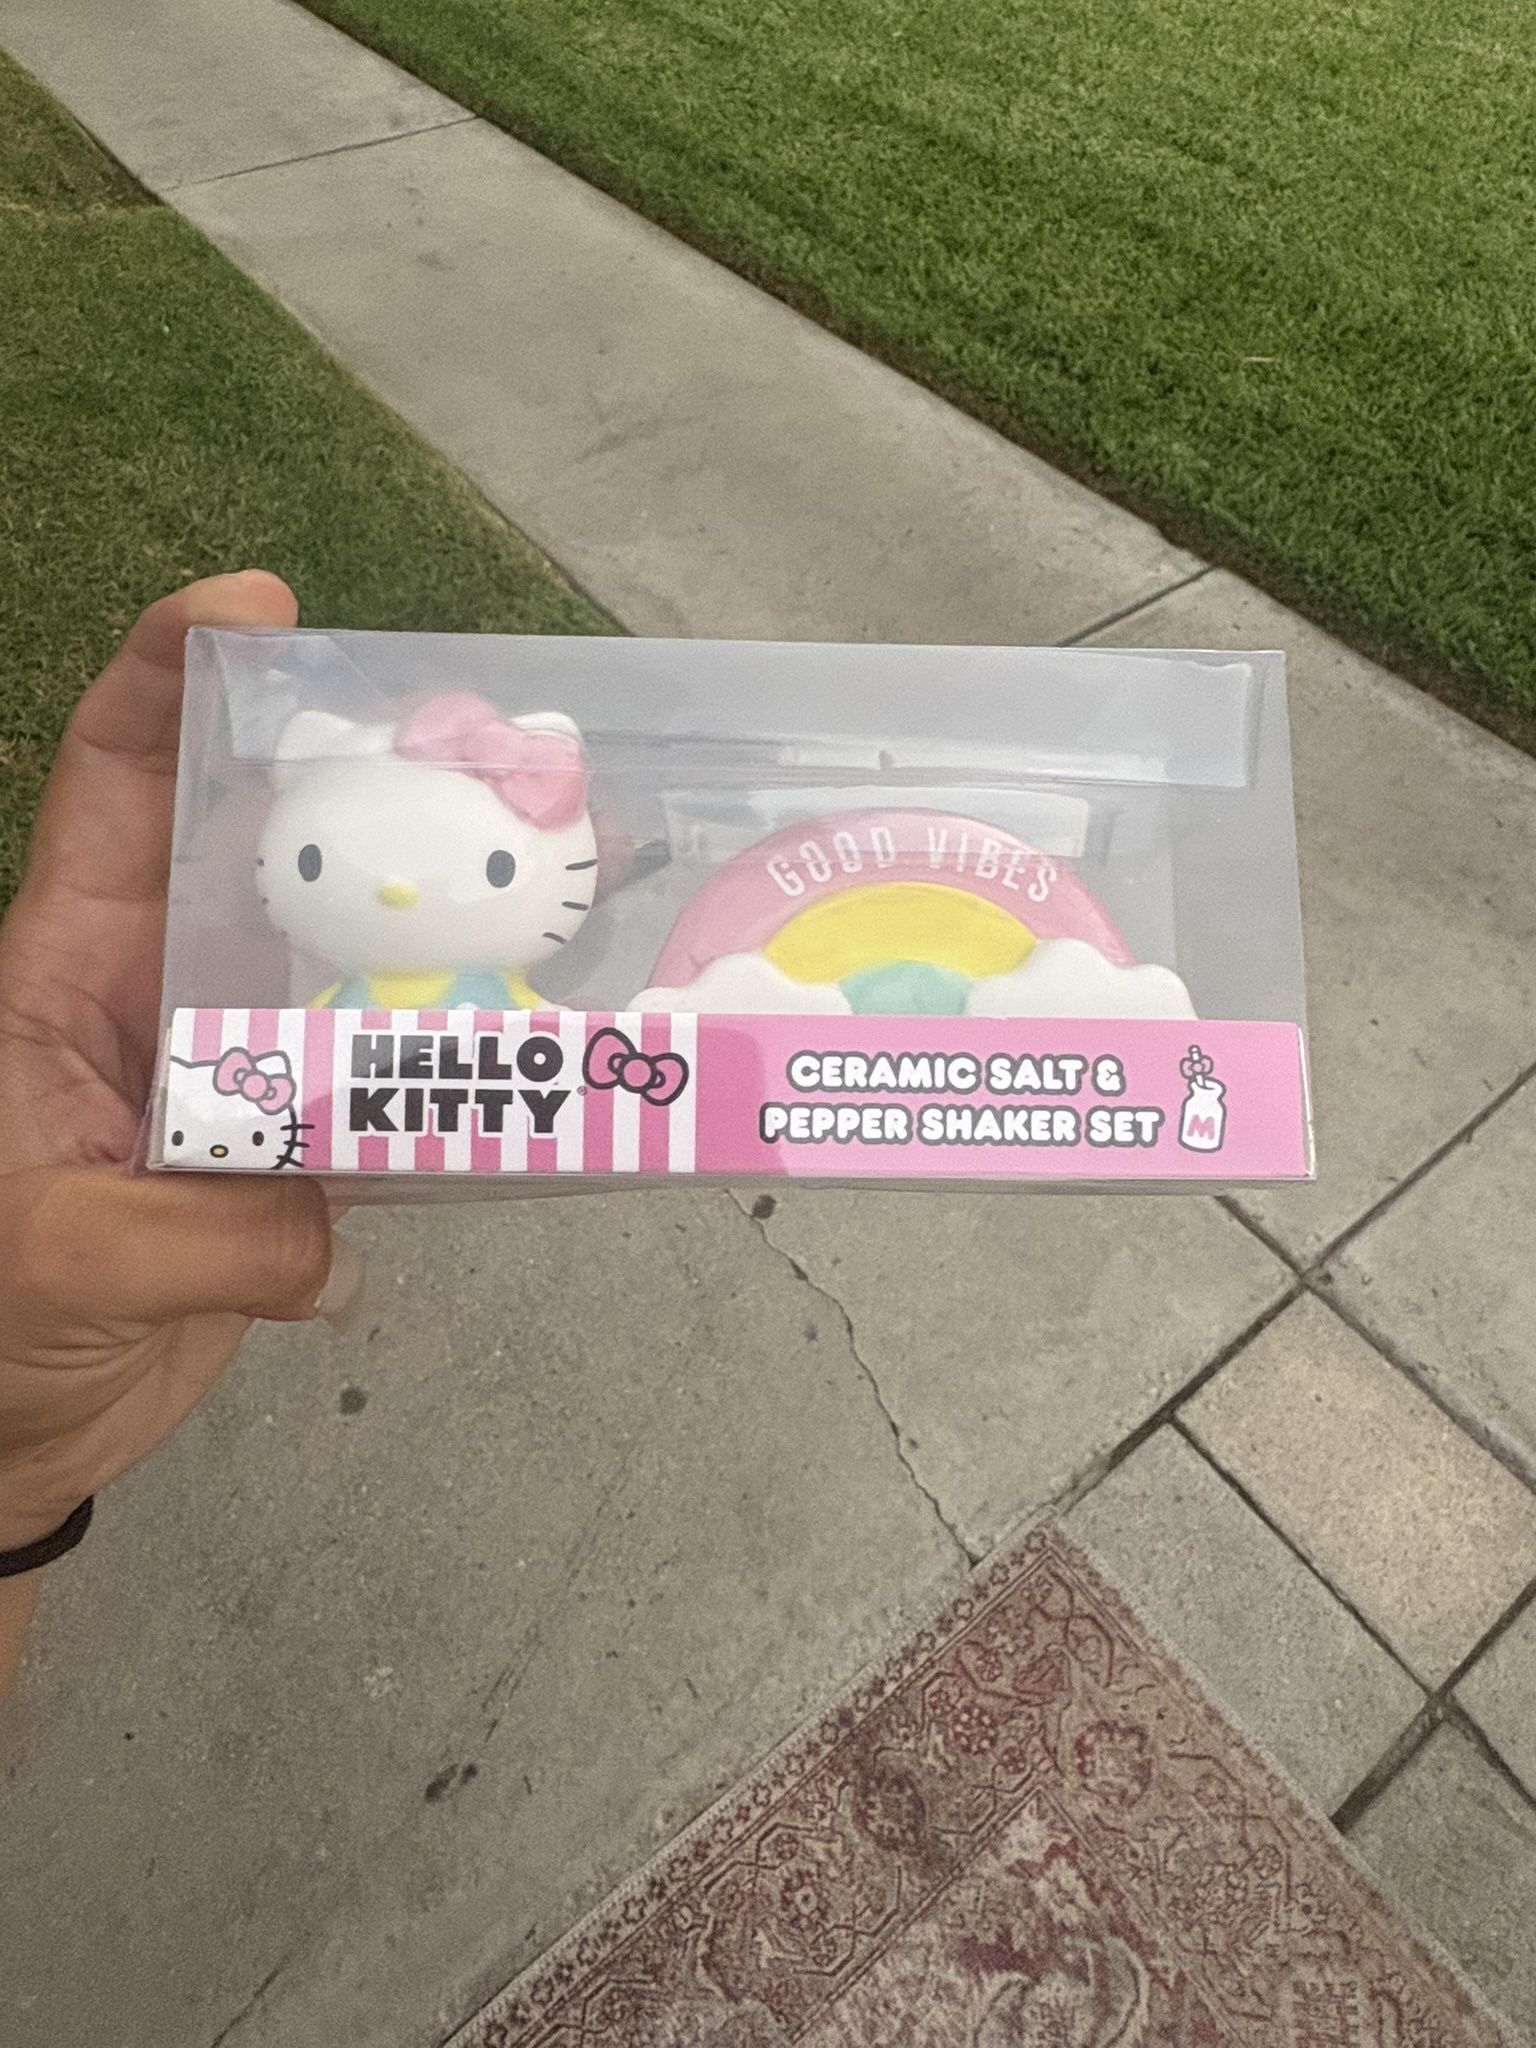 GOOD VIBES
HELLO
KITTY®
CERAMIC SALT &
PEPPER SHAKER SET
M